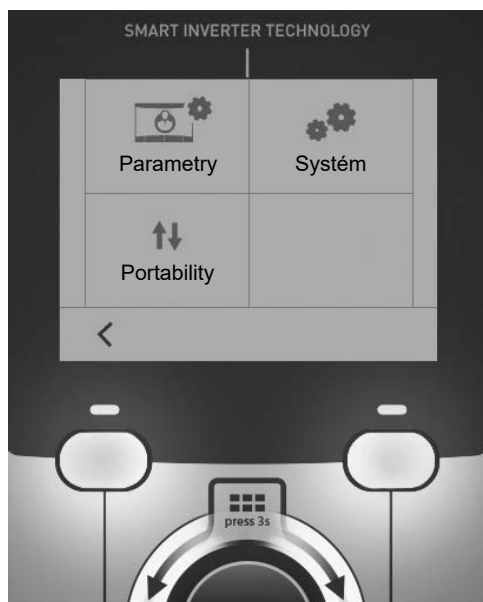 SMART INVERTER TECHNOLOGY
Parametry
Systém
Portability
press 3s